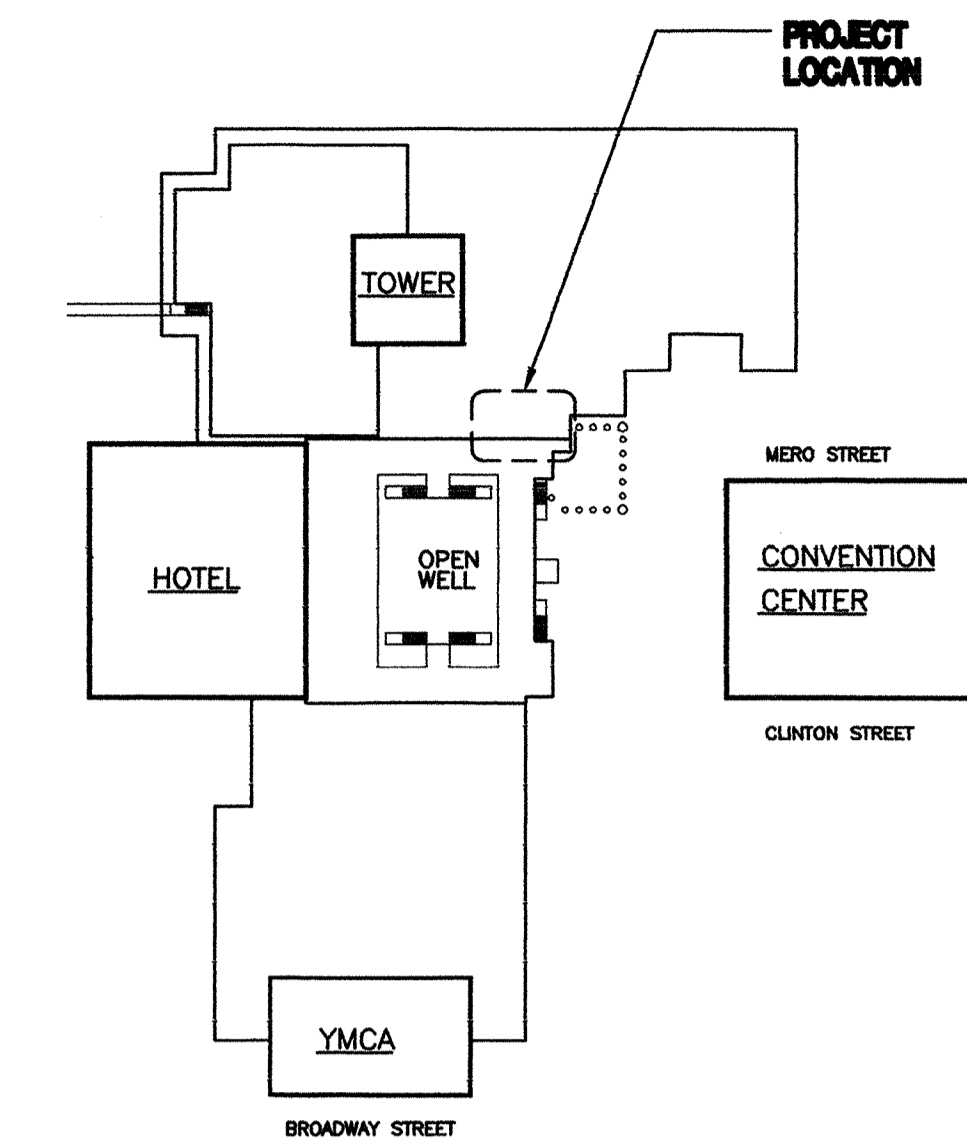 PROJECT
LOCATION
TOWER
MERO STREET
HOTEL
OPEN
WELL
CONVENTION
CENTER
CLINTON STREET
YMCA
BROADWAY STREET